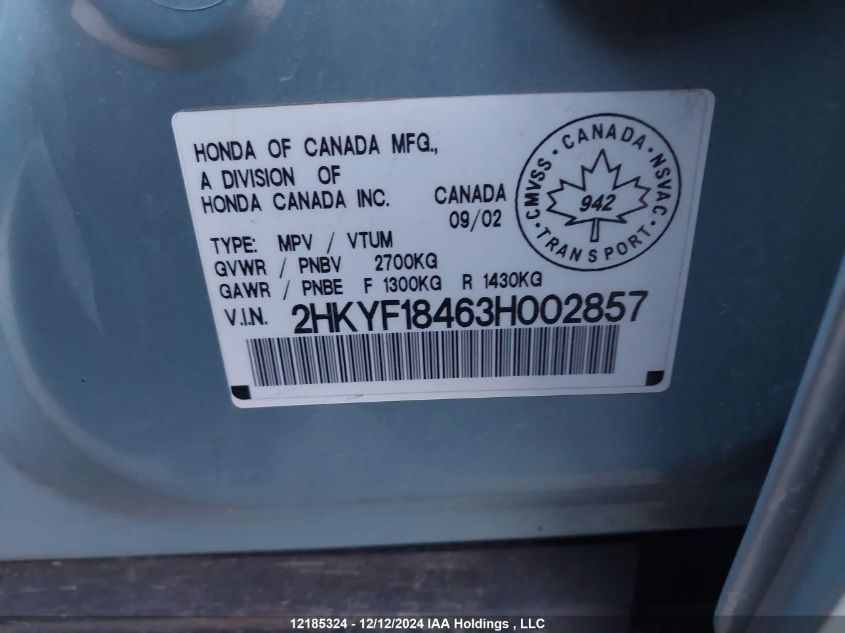 HONDA OF CANADA MFG.,
A DIVISION OF
HONDA CANADA INC. CANADA
09/02
TYPE: MPV / VTUM
GVWR / PNBV 2700KG
GAWR / PNBE F 1300KG R 1430KG
V.I.N. 2HKYF18463H002857
CMVSS · CANADA · NSVAC · TRANSPORT ·
942
12185324 - 12/12/2024 IAA Holdings , LLC